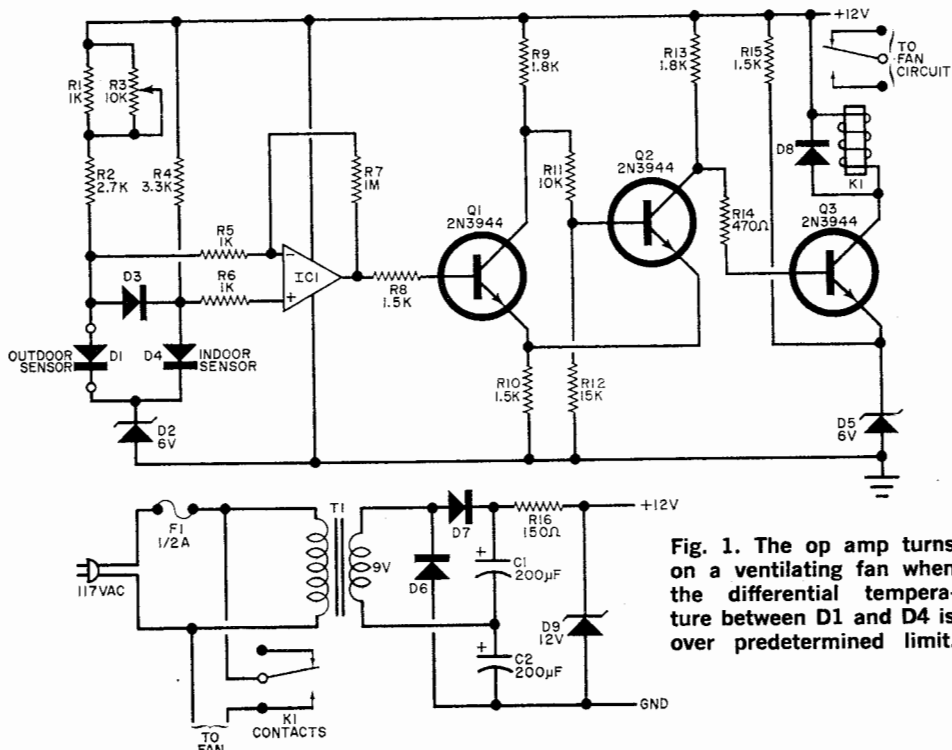 +12V
R1
1K
R3
10K
R9
1.8K
R13
1.8K
R15
1.5K
TO
FAN
CIRCUIT
R2
2.7K
R4
3.3K
R7
1M
R11
10K
Q2
2N3944
D8
K1
Q1
2N3944
R14
470Ω
Q3
2N3944
R5
1K
D3
R6
1K
−
+
IC1
R8
1.5K
OUTDOOR
SENSOR
D1
D4
INDOOR
SENSOR
R10
1.5K
R12
15K
D2
6V
D5
6V
F1
1/2A
T1
117VAC
9V
D7
R16
150Ω
+12V
D6
+
C1
200µF
D9
12V
+
C2
200µF
GND
K1
CONTACTS
TO
FAN
Fig. 1. The op amp turns
on a ventilating fan when
the differential tempera-
ture between D1 and D4 is
over predetermined limit.